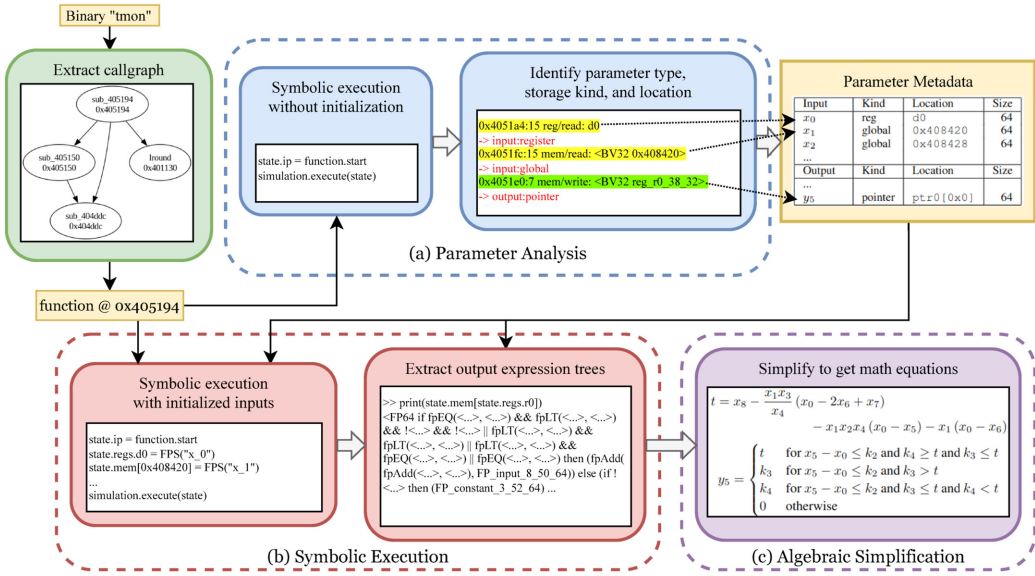 Binary "tmon"
Extract callgraph
sub_405194
0x405194
sub_405150
0x405150
lround
0x401130
sub_404ddc
0x404ddc
function @ 0x405194
Symbolic execution
without initialization
state.ip = function.start
simulation.execute(state)
Identify parameter type,
storage kind, and location
0x4051a4:15 reg/read: d0
-> input:register
0x4051fc:15 mem/read: <BV32 0x408420>
-> input:global
0x4051e0:7 mem/write: <BV32 reg_r0_38_32>
-> output:pointer
(a) Parameter Analysis
Parameter Metadata
Input Kind Location Size
x₀ reg d0 64
x₁ global 0x408420 64
x₂ global 0x408428 64
...
Output Kind Location Size
...
y₅ pointer ptr0[0x0] 64
Symbolic execution
with initialized inputs
state.ip = function.start
state.regs.d0 = FPS("x_0")
state.mem[0x408420] = FPS("x_1")
...
simulation.execute(state)
Extract output expression trees
>> print(state.mem[state.regs.r0])
<FP64 if fpEQ(<...>, <...>) && fpLT(<...>, <...>)
&& !<...> && !<...> || fpLT(<...>, <...>) &&
fpLT(<...>, <...>) || fpLT(<...>, <...>) &&
fpEQ(<...>, <...>) || fpEQ(<...>, <...>) then (fpAdd(
fpAdd(<...>, <...>), FP_input_8_50_64)) else (if !
<...> then (FP_constant_3_52_64) ...
(b) Symbolic Execution
Simplify to get math equations
t = x₈ − x₁x₃/x₄ (x₀ − 2x₆ + x₇)
− x₁x₂x₄ (x₀ − x₅) − x₁ (x₀ − x₆)
y₅ = { t for x₅ − x₀ ≤ k₂ and k₄ ≥ t and k₃ ≤ t
k₃ for x₅ − x₀ ≤ k₂ and k₃ > t
k₄ for x₅ − x₀ ≤ k₂ and k₃ ≤ t and k₄ < t
0 otherwise
(c) Algebraic Simplification